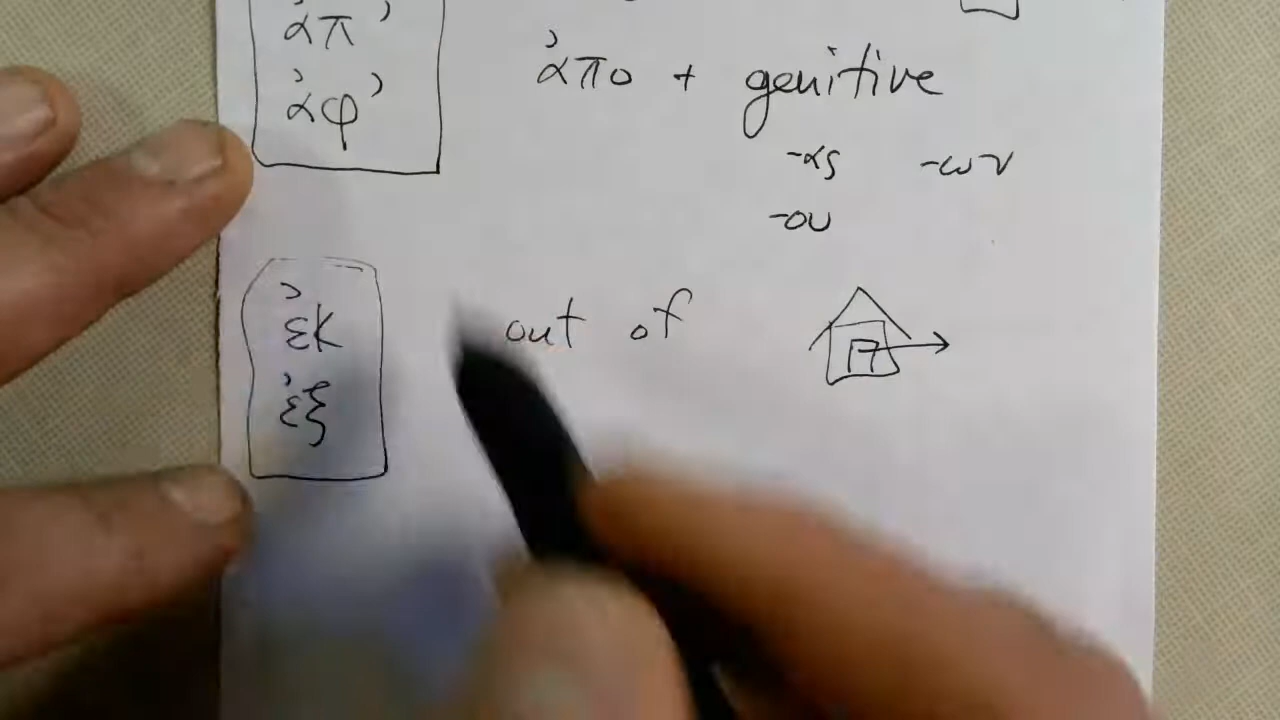 ἀπ’
ἀφ’
ἀπο + genitive
-ας -ων
-ου
ἐκ out of
ἐξ